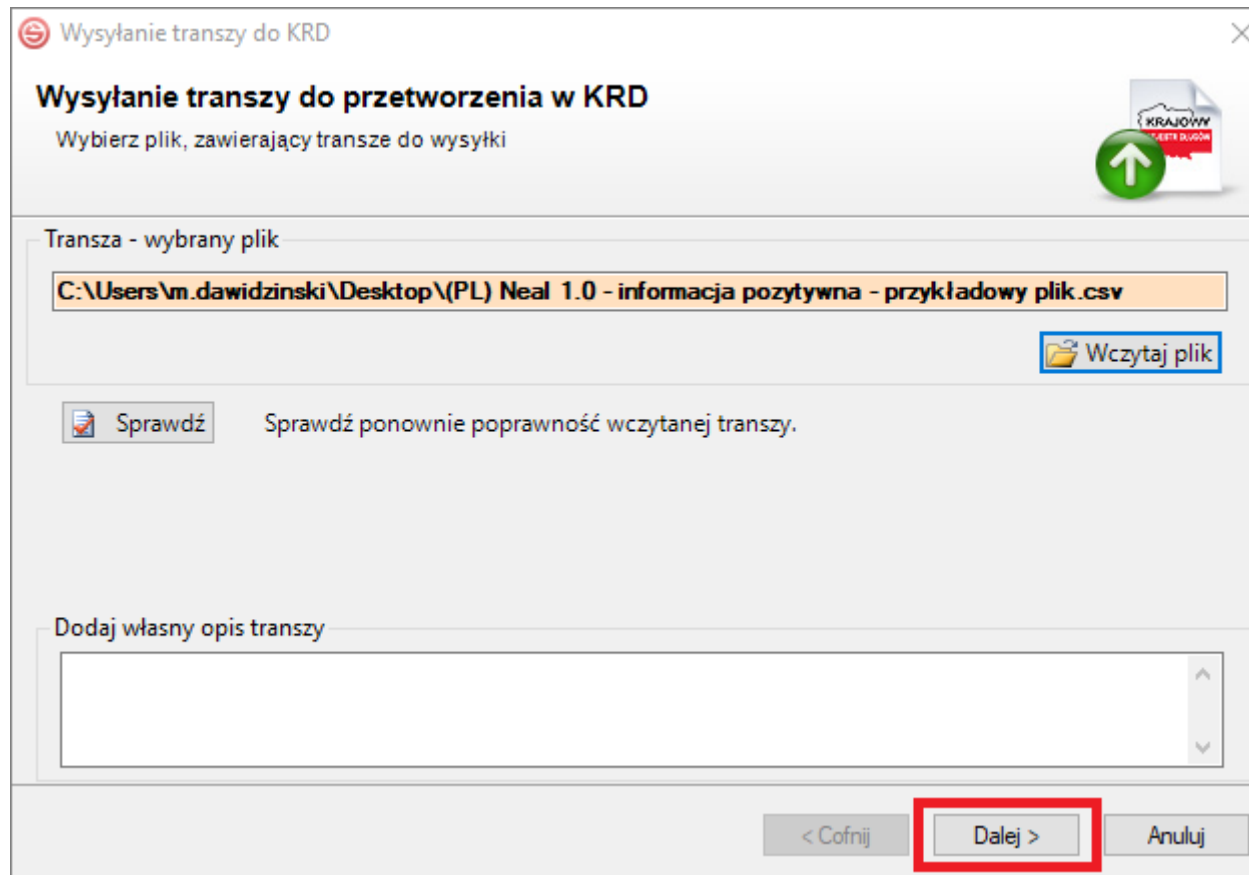 Wysyłanie transzy do KRD
Wysyłanie transzy do przetworzenia w KRD
Wybierz plik, zawierający transze do wysyłki
KRAJOWY
REJESTR DŁUGÓW
Transza - wybrany plik
C:\Users\m.dawidzinski\Desktop\(PL) Neal 1.0 - informacja pozytywna - przykładowy plik.csv
Wczytaj plik
Sprawdź Sprawdź ponownie poprawność wczytanej transzy.
Dodaj własny opis transzy
< Cofnij Dalej > Anuluj